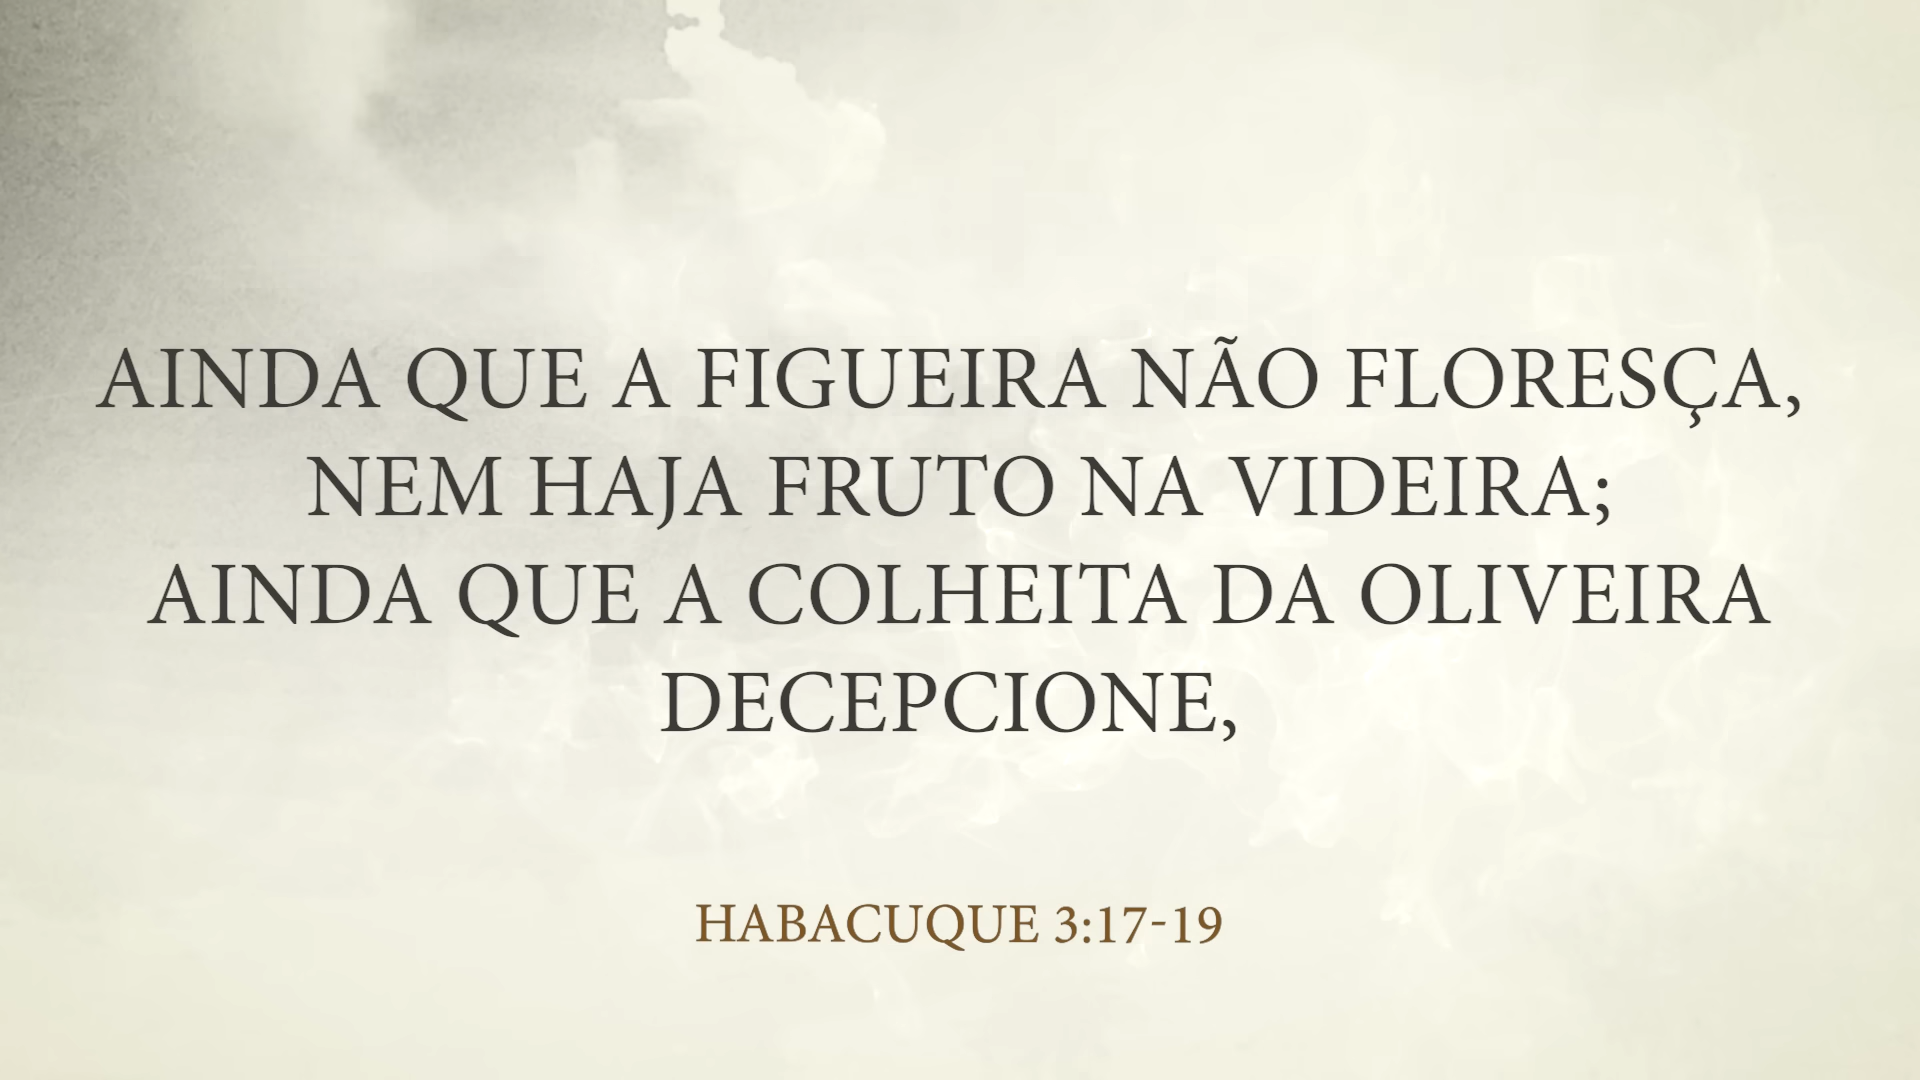 AINDA QUE A FIGUEIRA NÃO FLORESÇA,
NEM HAJA FRUTO NA VIDEIRA;
AINDA QUE A COLHEITA DA OLIVEIRA
DECEPCIONE,
HABACUQUE 3:17-19